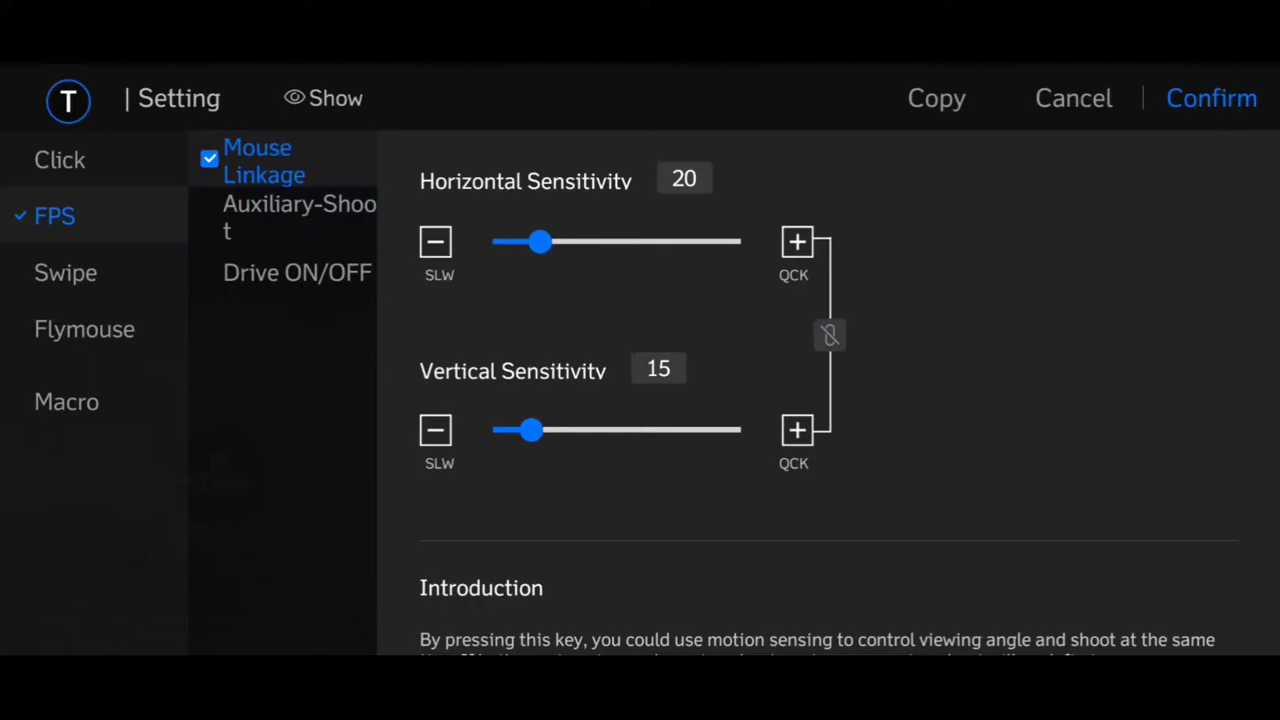 T | Setting Show Copy Cancel Confirm
Click
FPS
Swipe
Flymouse
Macro
Mouse
Linkage
Auxiliary-Shoo
t
Drive ON/OFF
Horizontal Sensitivity 20
SLW QCK
Vertical Sensitivity 15
SLW QCK
Introduction
By pressing this key, you could use motion sensing to control viewing angle and shoot at the same